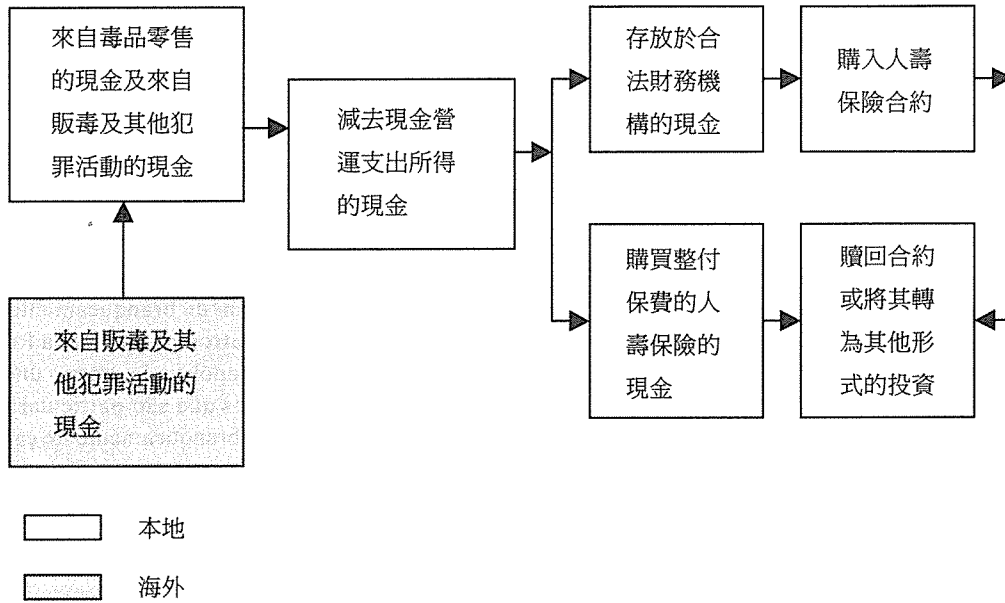 來自毒品零售
的現金及來自
販毒及其他犯
罪活動的現金
減去現金營
運支出所得
的現金
存放於合
法財務機
構的現金
購入人壽
保險合約
購買整付
保費的人
壽保險的
現金
贖回合約
或將其轉
為其他形
式的投資
來自販毒及其
他犯罪活動的
現金
本地
海外